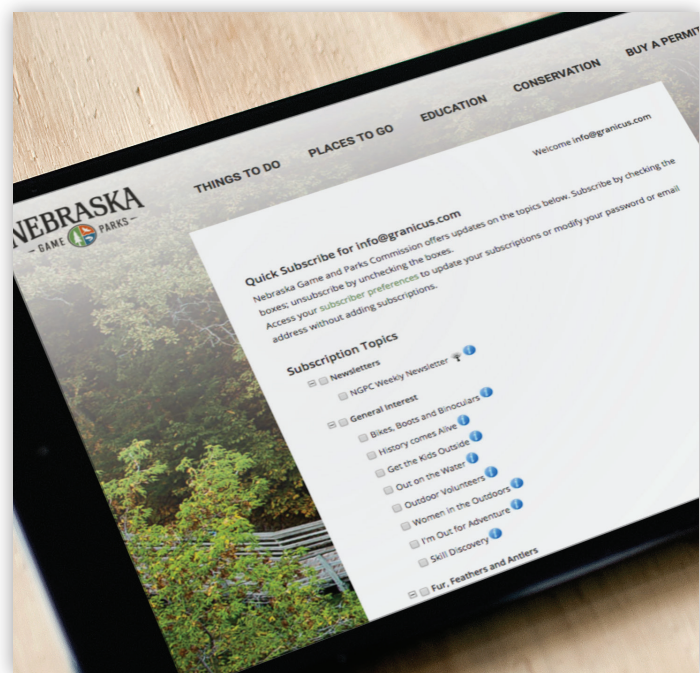 NEBRASKA
- GAME PARKS -
THINGS TO DO
PLACES TO GO
EDUCATION
CONSERVATION
BUY A PERMIT
Welcome info@granicus.com
Quick Subscribe for info@granicus.com
Nebraska Game and Parks Commission offers updates on the topics below. Subscribe by checking the
boxes; unsubscribe by unchecking the boxes.
Access your subscriber preferences to update your subscriptions or modify your password or email
address without adding subscriptions.
Subscription Topics
Newsletters
NGPC Weekly Newsletter
General Interest
Bikes, Boots and Binoculars
History comes Alive
Get the Kids Outside
Out on the Water
Outdoor Volunteers
Women in the Outdoors
I'm Out for Adventure
Skill Discovery
Fur, Feathers and Antlers